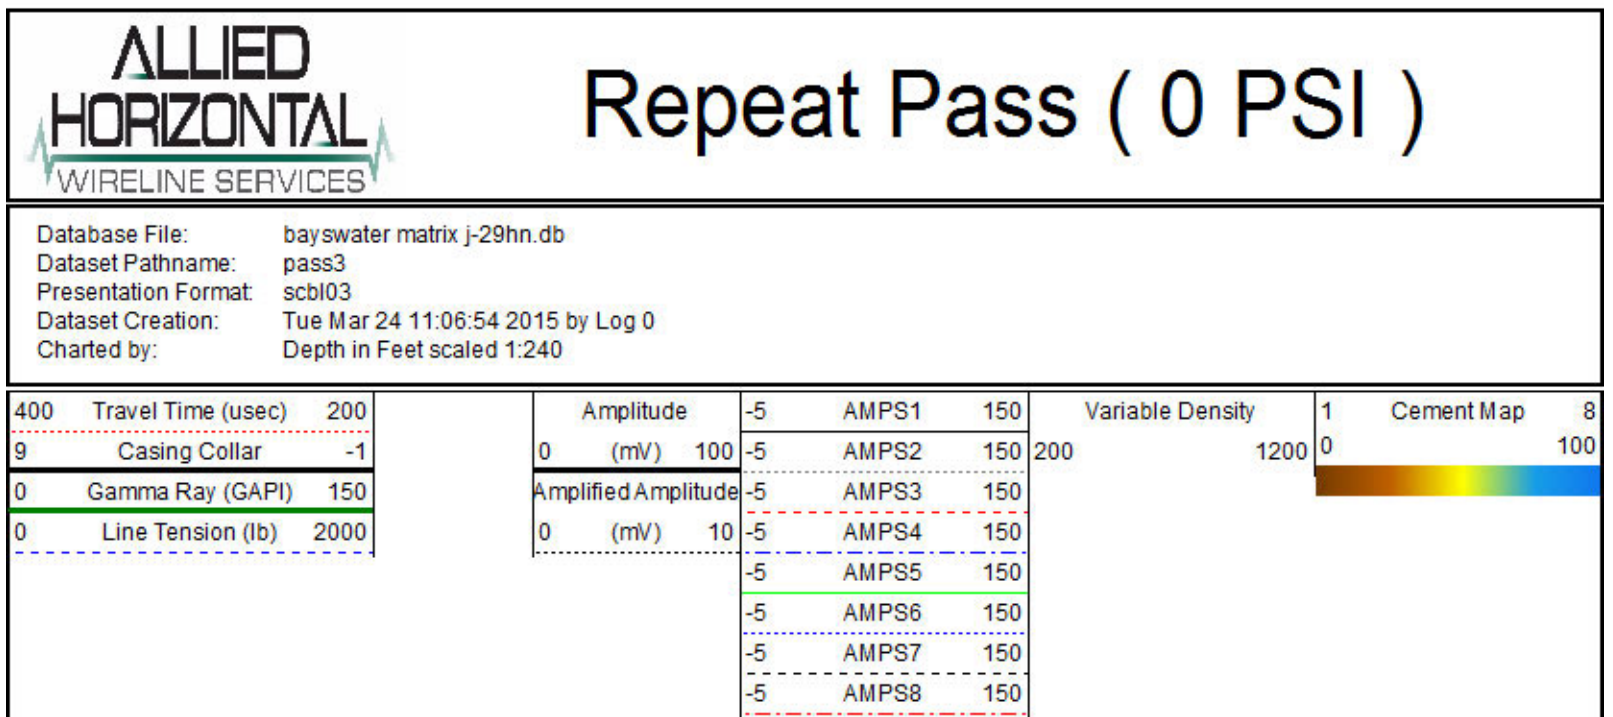 ALLIED
HORIZONTAL
WIRELINE SERVICES
Repeat Pass ( 0 PSI )
Database File: bayswater matrix j-29hn.db
Dataset Pathname: pass3
Presentation Format: scbl03
Dataset Creation: Tue Mar 24 11:06:54 2015 by Log 0
Charted by: Depth in Feet scaled 1:240
400 Travel Time (usec) 200
9 Casing Collar -1
0 Gamma Ray (GAPI) 150
0 Line Tension (lb) 2000
Amplitude
0 (mV) 100
Amplified Amplitude
0 (mV) 10
-5 AMPS1 150
-5 AMPS2 150
-5 AMPS3 150
-5 AMPS4 150
-5 AMPS5 150
-5 AMPS6 150
-5 AMPS7 150
-5 AMPS8 150
Variable Density
200 1200
1 Cement Map 8
0 100